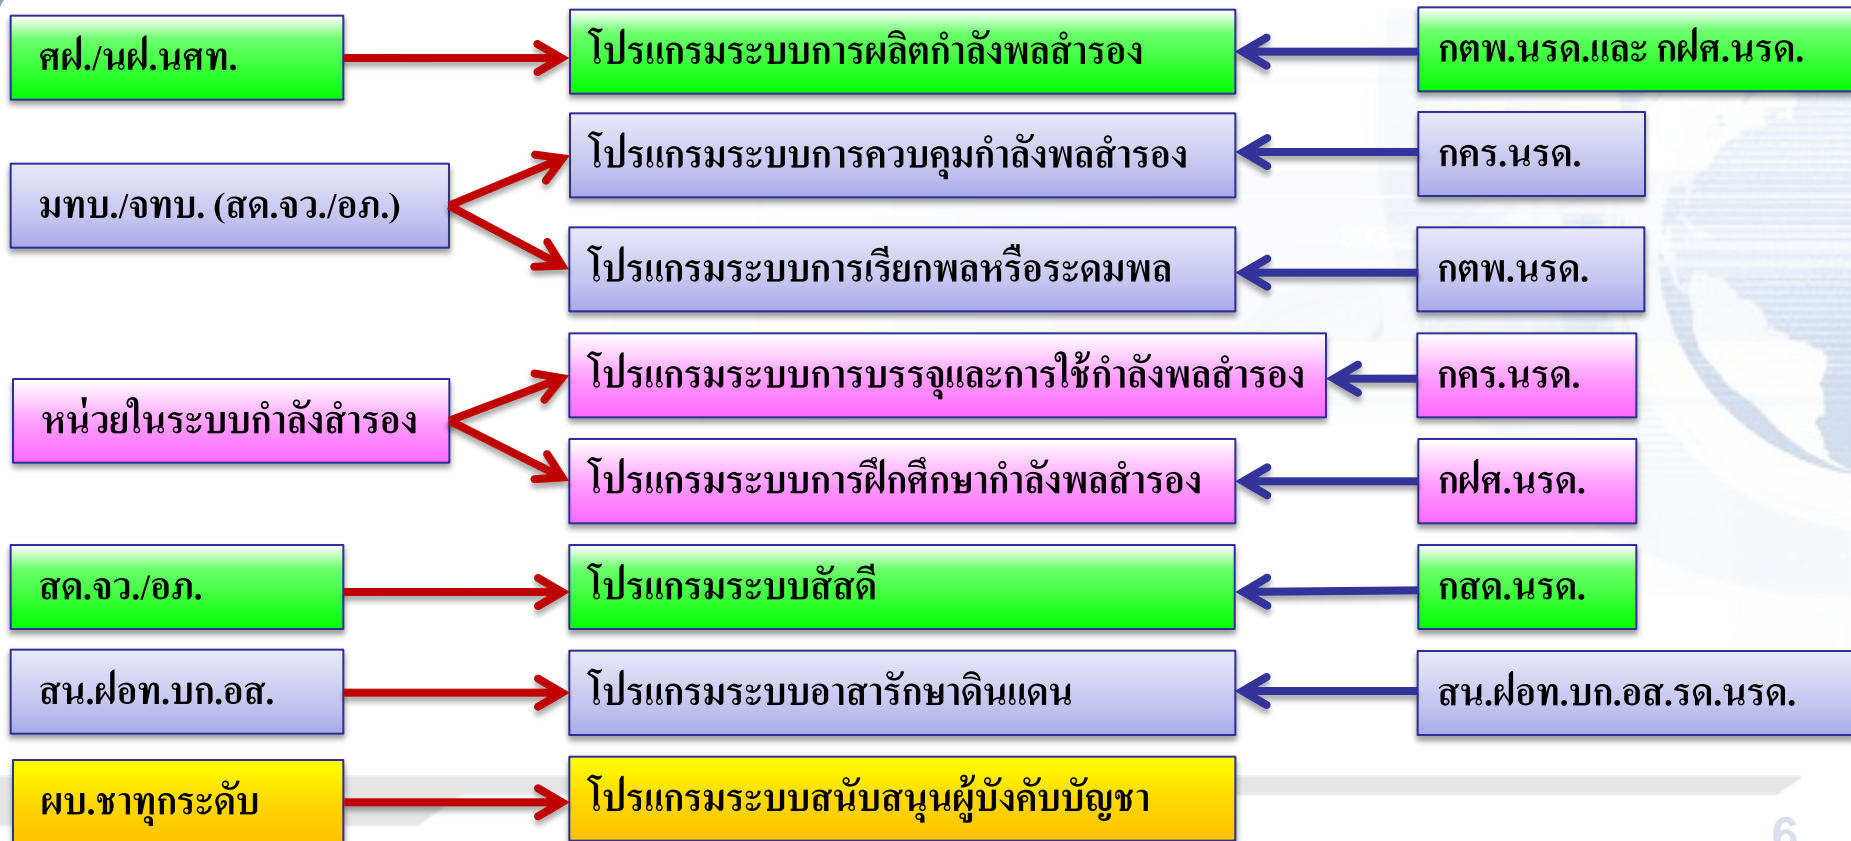 ศฝ./นฝ.นศท.
โปรแกรมระบบการผลิตกำลังพลสำรอง
กตพ.นรด.และ กฝศ.นรด.
มทบ./จทบ. (สด.จว./อภ.)
โปรแกรมระบบการควบคุมกำลังพลสำรอง
กคร.นรด.
โปรแกรมระบบการเรียกพลหรือระดมพล
กตพ.นรด.
หน่วยในระบบกำลังสำรอง
โปรแกรมระบบการบรรจุและการใช้กำลังพลสำรอง
กคร.นรด.
โปรแกรมระบบการฝึกศึกษากำลังพลสำรอง
กฝศ.นรด.
สด.จว./อภ.
โปรแกรมระบบสัสดี
กสด.นรด.
สน.ฝอท.บก.อส.
โปรแกรมระบบอาสารักษาดินแดน
สน.ฝอท.บก.อส.รด.นรด.
ผบ.ชาทุกระดับ
โปรแกรมระบบสนับสนุนผู้บังคับบัญชา
6